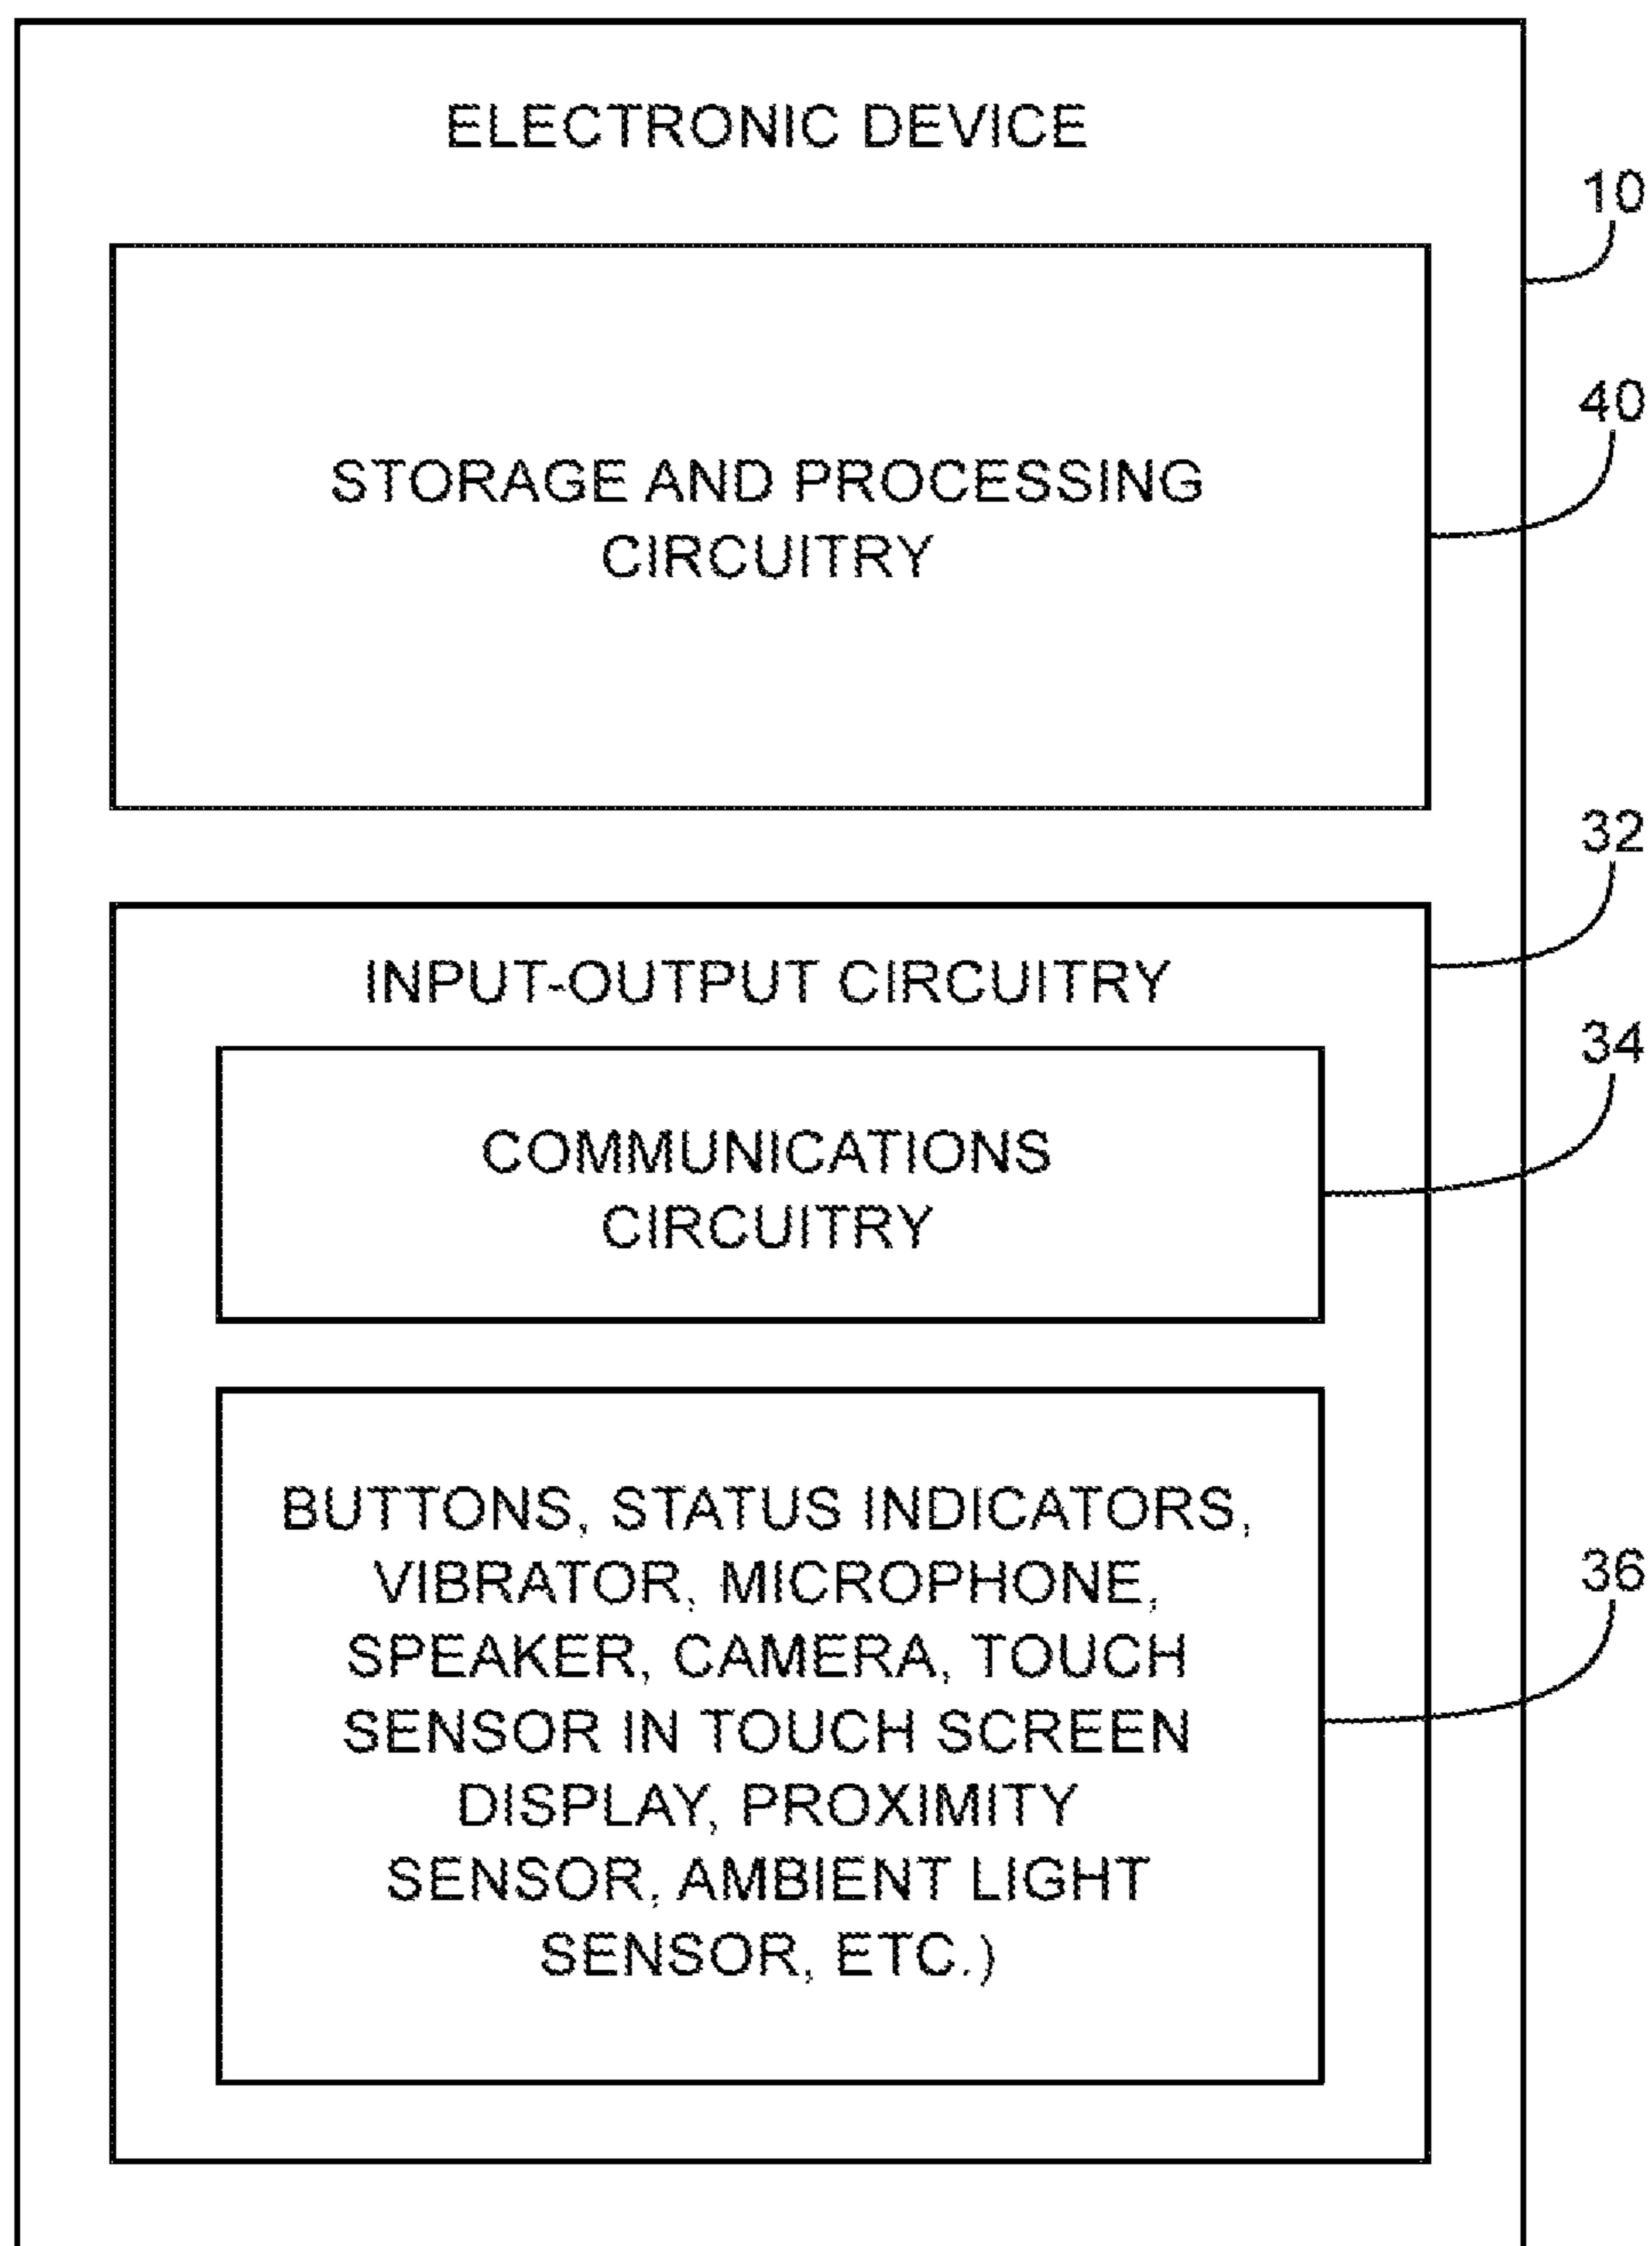 ELECTRONIC DEVICE
10
STORAGE AND PROCESSING
CIRCUITRY
40
INPUT-OUTPUT CIRCUITRY
32
COMMUNICATIONS
CIRCUITRY
34
BUTTONS, STATUS INDICATORS,
VIBRATOR, MICROPHONE,
SPEAKER, CAMERA, TOUCH
SENSOR IN TOUCH SCREEN
DISPLAY, PROXIMITY
SENSOR, AMBIENT LIGHT
SENSOR, ETC.)
36